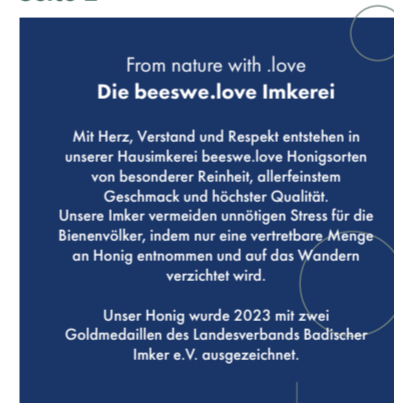 From nature with .love
Die beeswe.love Imkerei
Mit Herz, Verstand und Respekt entstehen in
unserer Hausimkerei beeswe.love Honigsorten
von besonderer Reinheit, allerfeinstem
Geschmack und höchster Qualität.
Unsere Imker vermeiden unnötigen Stress für die
Bienenvölker, indem nur eine vertretbare Menge
an Honig entnommen und auf das Wandern
verzichtet wird.
Unser Honig wurde 2023 mit zwei
Goldmedaillen des Landesverbands Badischer
Imker e.V. ausgezeichnet.